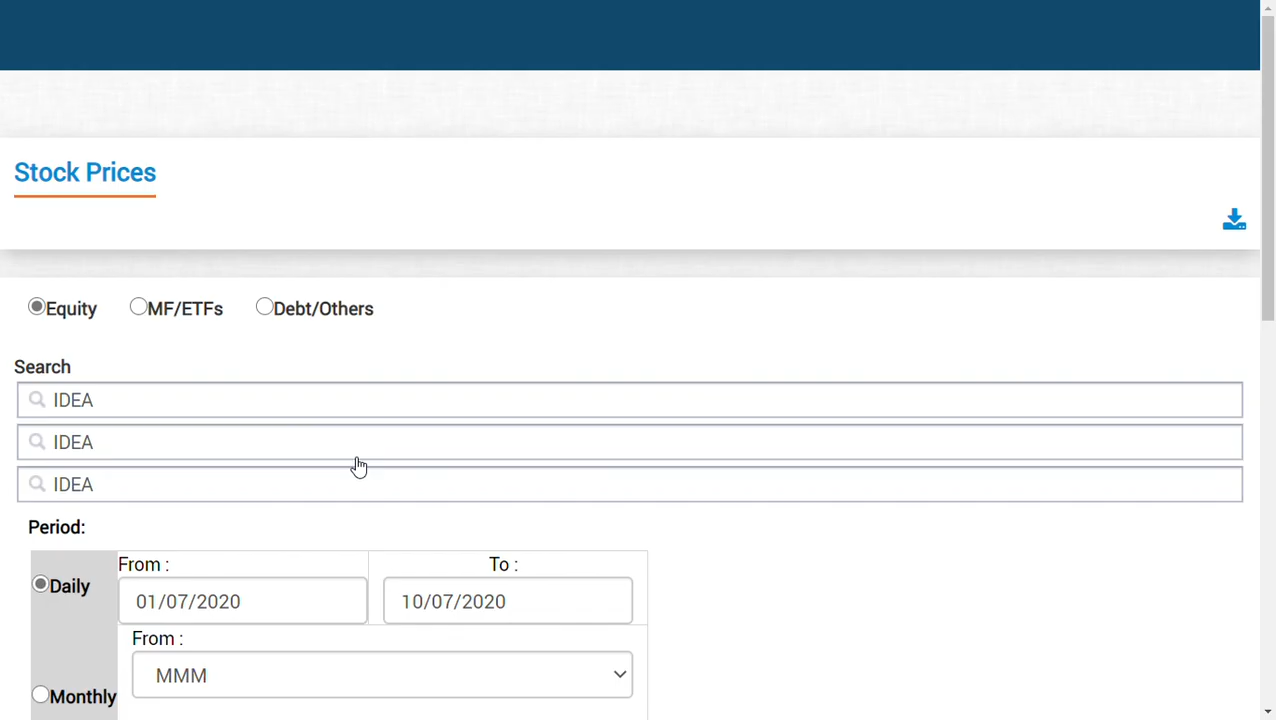 Stock Prices
Equity MF/ETFs Debt/Others
Search
IDEA
IDEA
IDEA
Period:
From : To :
Daily 01/07/2020 10/07/2020
From :
MMM
Monthly